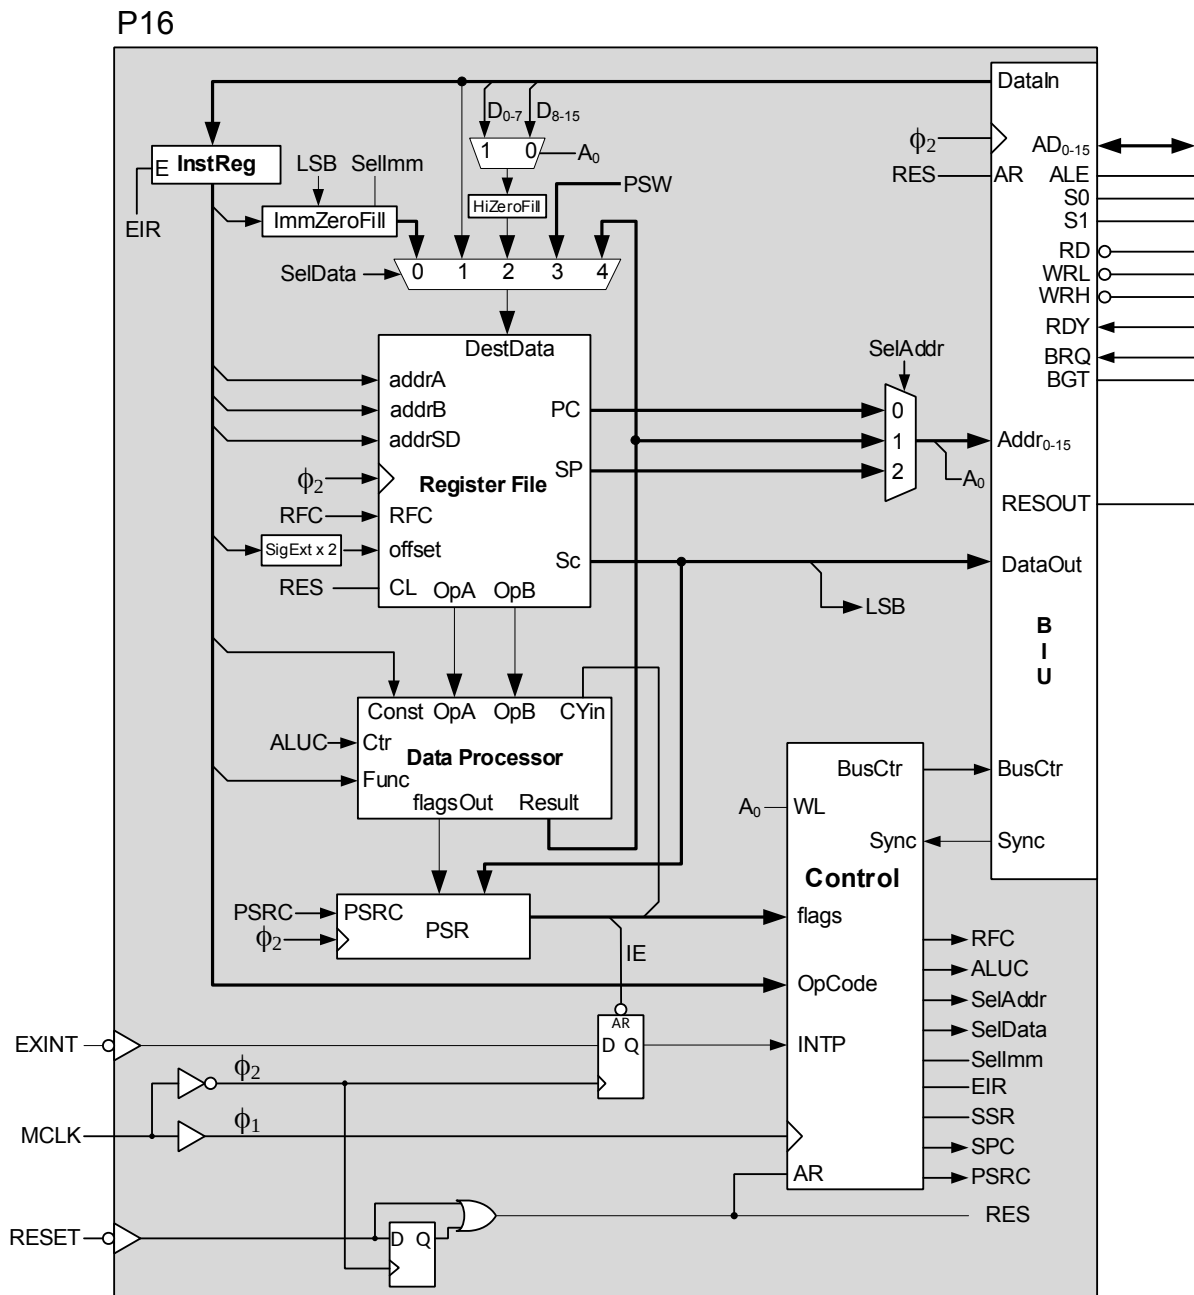 P16
DataIn
D0-7 D8-15
1 0
A0
ϕ2
AD0-15
InstReg
E
LSB SelImm
PSW
RES
AR
ALE
HiZeroFill
S0
EIR
ImmZeroFill
S1
RD
SelData
0 1 2 3 4
WRL
WRH
RDY
DestData
SelAddr
BRQ
addrA
BGT
addrB
PC
0
addrSD
1
Addr0-15
SP
2
A0
ϕ2
Register File
RESOUT
RFC
RFC
SigExt x 2
offset
Sc
DataOut
RES
CL OpA OpB
LSB
B
I
U
Const OpA OpB CYin
ALUC
Ctr
Data Processor
BusCtr
BusCtr
Func
flagsOut Result
A0
WL
Sync
Sync
Control
PSRC
PSRC
PSR
flags
ϕ2
IE
RFC
ALUC
OpCode
SelAddr
AR
SelData
EXINT
D Q
INTP
SelImm
ϕ2
EIR
SSR
MCLK
ϕ1
SPC
AR
PSRC
RES
RESET
D Q